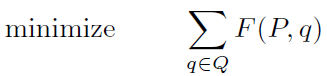 minimize ∑_{q∈Q} F(P, q)